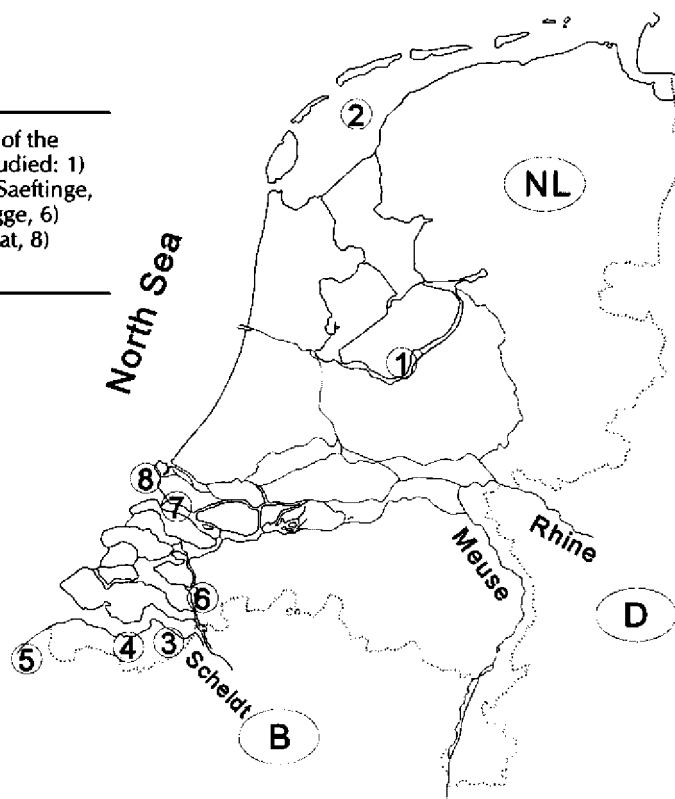 of the
udied: 1)
Saeftinge,
gge, 6)
at, 8)
?
2
NL
North Sea
1
8
7
Rhine
Meuse
6
D
5
4
3
Scheldt
B